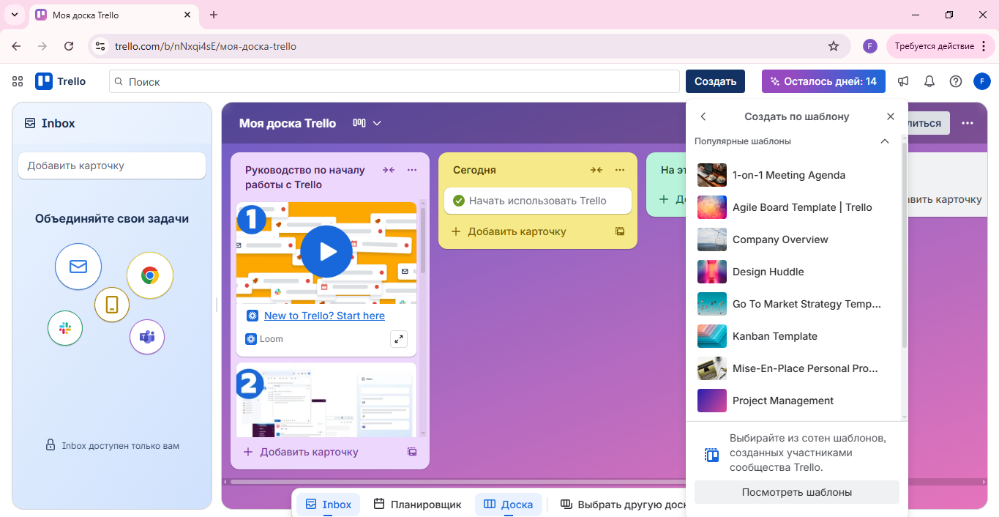 Моя доска Trello
trello.com/b/nNxqi4sE/моя-доска-trello
F
Требуется действие
Trello
Поиск
Создать
Осталось дней: 14
F
Inbox
Добавить карточку
Объединяйте свои задачи
Inbox доступен только вам
Моя доска Trello
литься
Руководство по началу
работы с Trello
1
New to Trello? Start here
Loom
2
Добавить карточку
Сегодня
Начать использовать Trello
Добавить карточку
На эт
До
вить карточку
Создать по шаблону
Популярные шаблоны
1-on-1 Meeting Agenda
Agile Board Template | Trello
Company Overview
Design Huddle
Go To Market Strategy Temp...
Kanban Template
Mise-En-Place Personal Pro...
Project Management
Выбирайте из сотен шаблонов,
созданных участниками
сообщества Trello.
Посмотреть шаблоны
Inbox
Планировщик
Доска
Выбрать другую доск